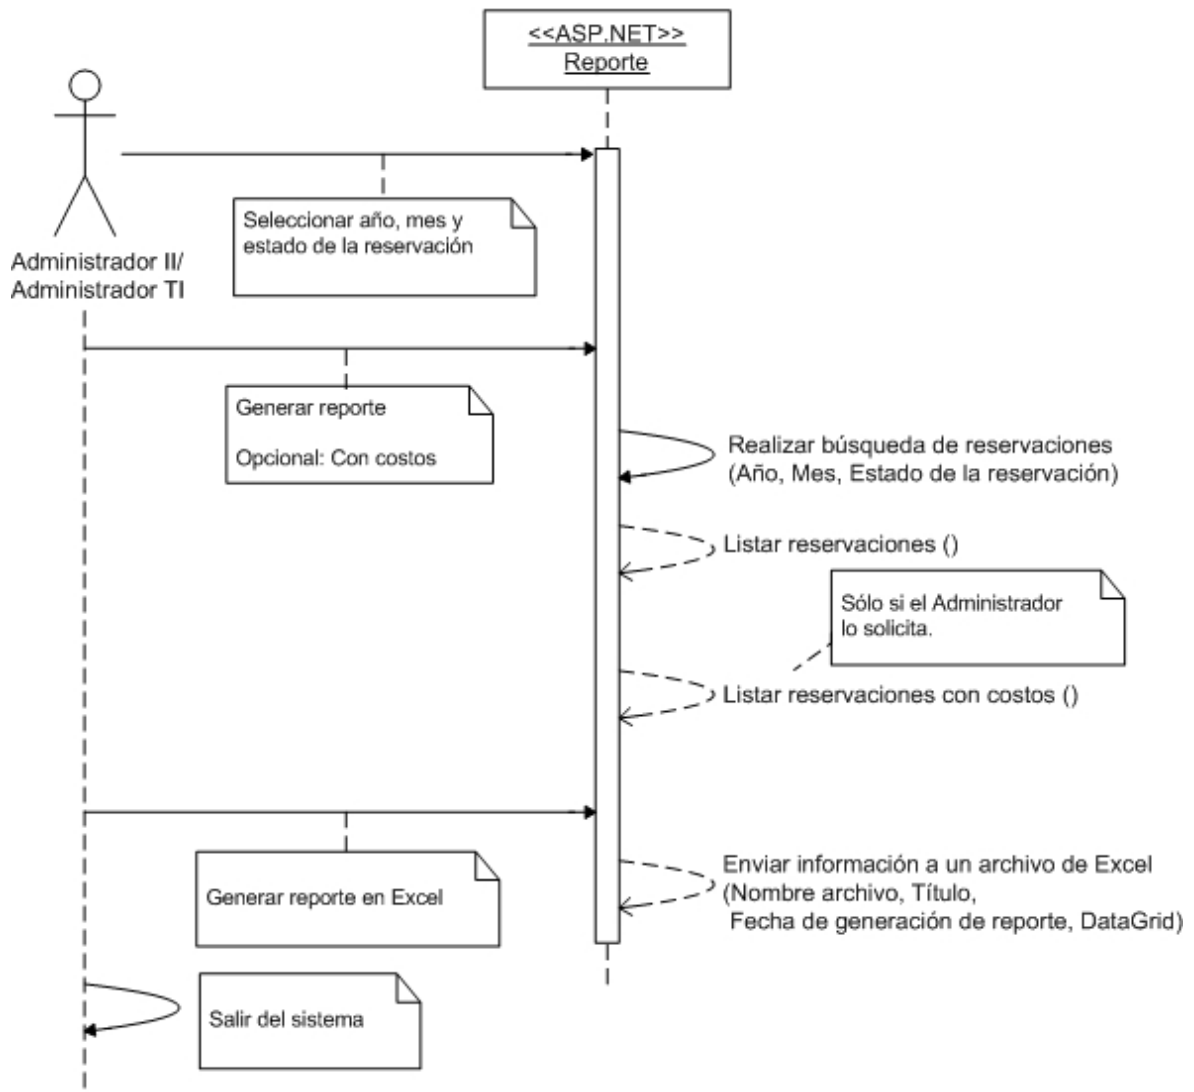 <<ASP.NET>>
Reporte
Seleccionar año, mes y
estado de la reservación
Administrador II/
Administrador TI
Generar reporte
Opcional: Con costos
Realizar búsqueda de reservaciones
(Año, Mes, Estado de la reservación)
Listar reservaciones ()
Sólo si el Administrador
lo solicita.
Listar reservaciones con costos ()
Generar reporte en Excel
Enviar información a un archivo de Excel
(Nombre archivo, Título,
Fecha de generación de reporte, DataGrid)
Salir del sistema